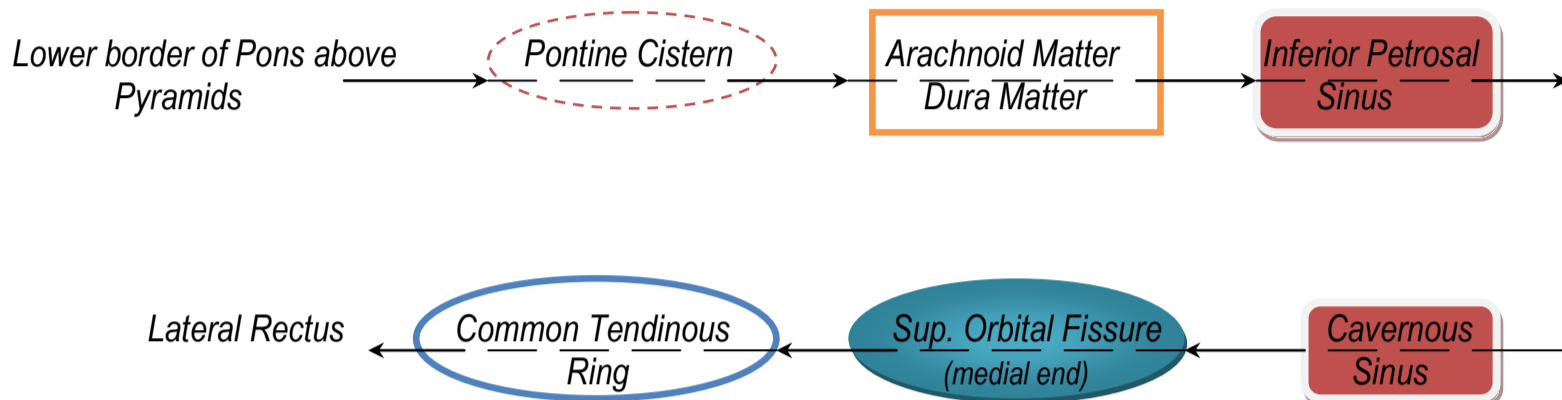 Lower border of Pons above
Pyramids
Pontine Cistern
Arachnoid Matter
Dura Matter
Inferior Petrosal
Sinus
Lateral Rectus
Common Tendinous
Ring
Sup. Orbital Fissure
(medial end)
Cavernous
Sinus